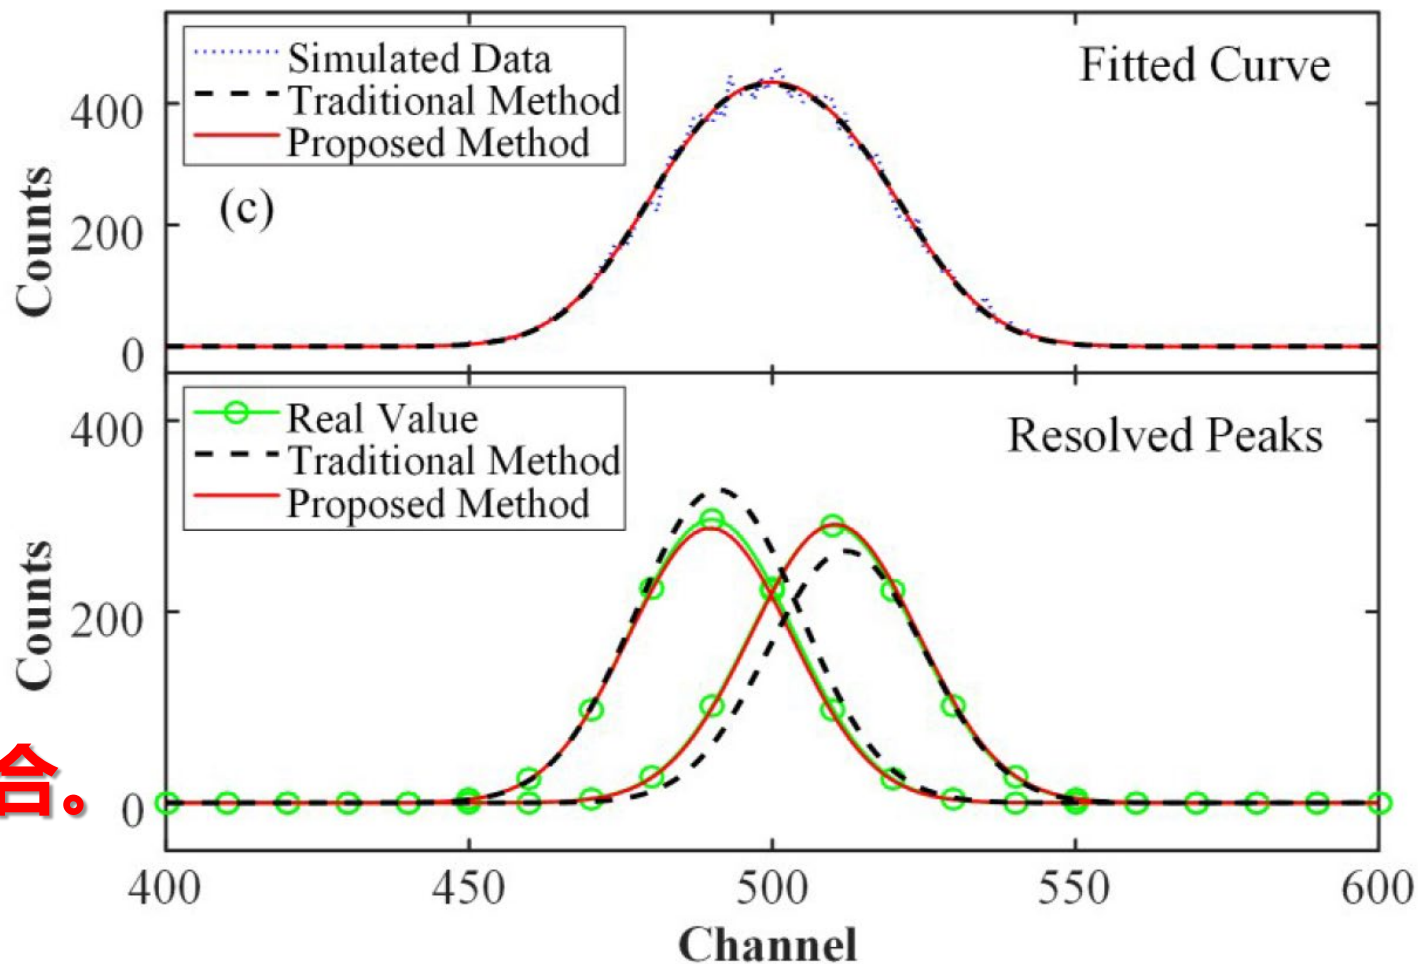 Simulated Data
Traditional Method
Proposed Method
Fitted Curve
(c)
400
200
0
Counts
Real Value
Traditional Method
Proposed Method
Resolved Peaks
400
200
0
Counts
合。
400 450 500 550 600
Channel